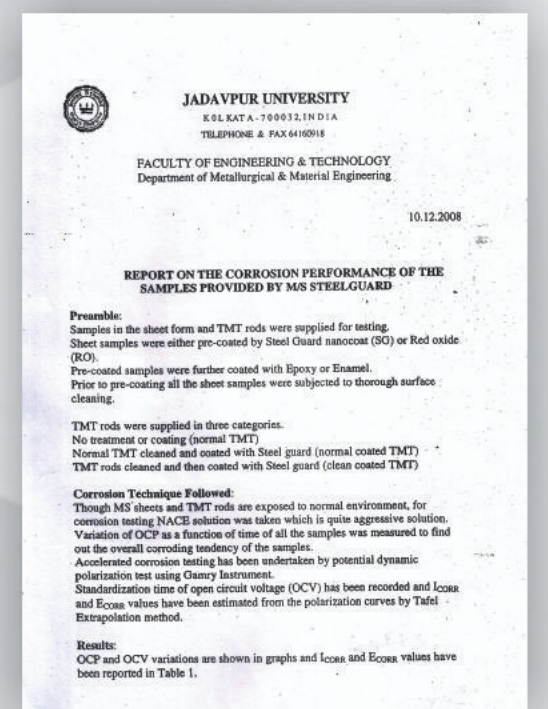 JADAVPUR UNIVERSITY
KOLKATA-700032, INDIA
TELEPHONE & FAX 64160918
FACULTY OF ENGINEERING & TECHNOLOGY
Department of Metallurgical & Material Engineering
10.12.2008
REPORT ON THE CORROSION PERFORMANCE OF THE
SAMPLES PROVIDED BY M/S STEELGUARD
Preamble:
Samples in the sheet form and TMT rods were supplied for testing.
Sheet samples were either pre-coated by Steel Guard nanocoat (SG) or Red oxide
(RO).
Pre-coated samples were further coated with Epoxy or Enamel.
Prior to pre-coating all the sheet samples were subjected to thorough surface
cleaning.
TMT rods were supplied in three categories.
No treatment or coating (normal TMT)
Normal TMT cleaned and coated with Steel guard (normal coated TMT)
TMT rods cleaned and then coated with Steel guard (clean coated TMT)
Corrosion Technique Followed:
Though MS sheets and TMT rods are exposed to normal environment, for
corrosion testing NACE solution was taken which is quite aggressive solution.
Variation of OCP as a function of time of all the samples was measured to find
out the overall corroding tendency of the samples.
Accelerated corrosion testing has been undertaken by potential dynamic
polarization test using Gamry Instrument.
Standardization time of open circuit voltage (OCV) has been recorded and ICORR
and ECORR values have been estimated from the polarization curves by Tafel
Extrapolation method.
Results:
OCP and OCV variations are shown in graphs and ICORR and ECORR values have
been reported in Table 1.